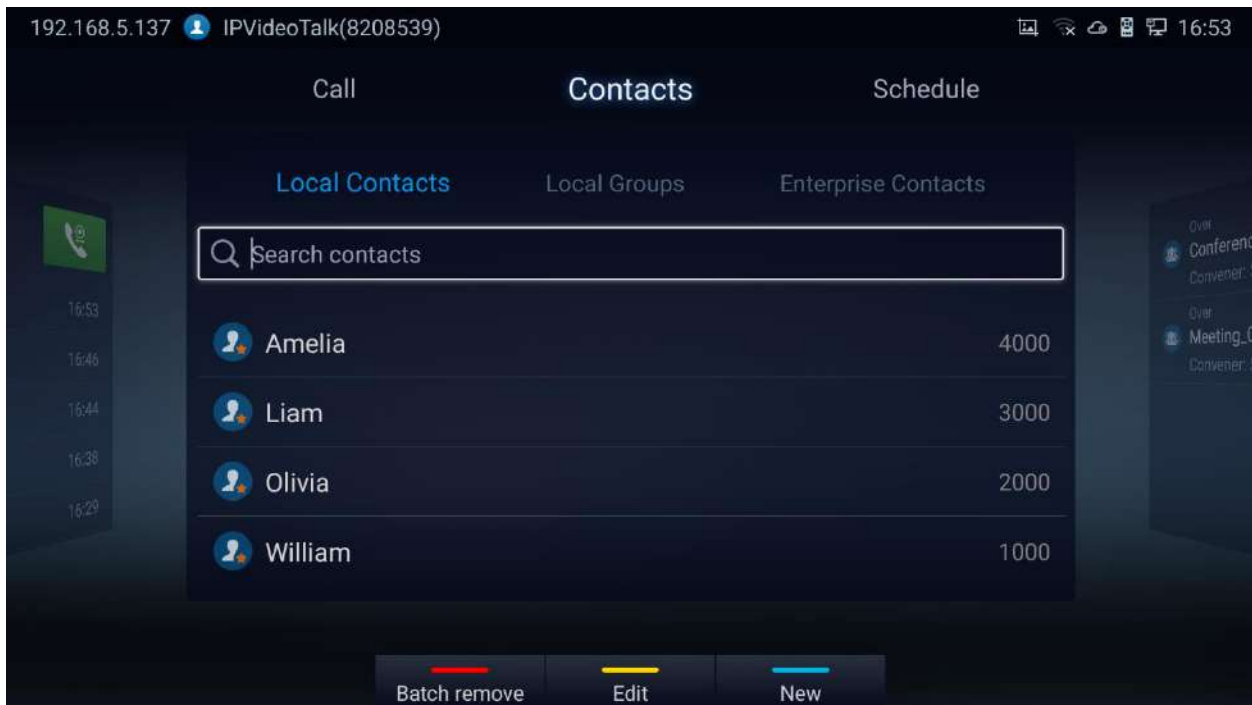 192.168.5.137 IPVideoTalk(8208539) 16:53
Call Contacts Schedule
Local Contacts Local Groups Enterprise Contacts
Search contacts
Amelia 4000
Liam 3000
Olivia 2000
William 1000
16:53
16:46
16:44
16:38
16:29
Over
Conferenc
Convener:
Over
Meeting_
Convener:
Batch remove Edit New